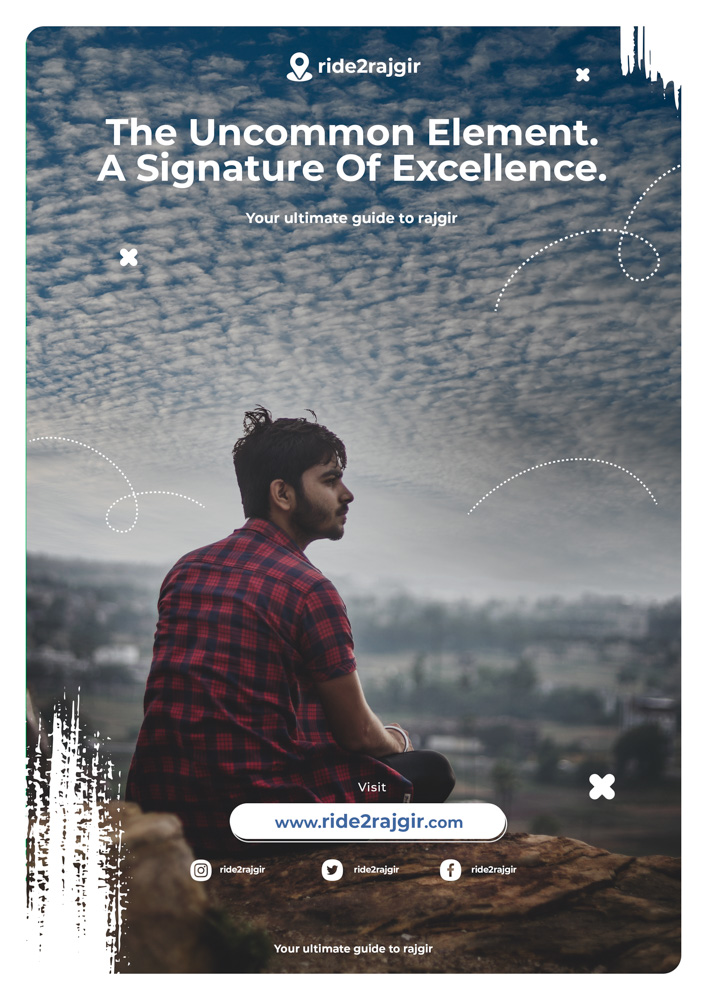 ride2rajgir
The Uncommon Element.
A Signature Of Excellence.
Your ultimate guide to rajgir
Visit
www.ride2rajgir.com
ride2rajgir
ride2rajgir
ride2rajgir
Your ultimate guide to rajgir